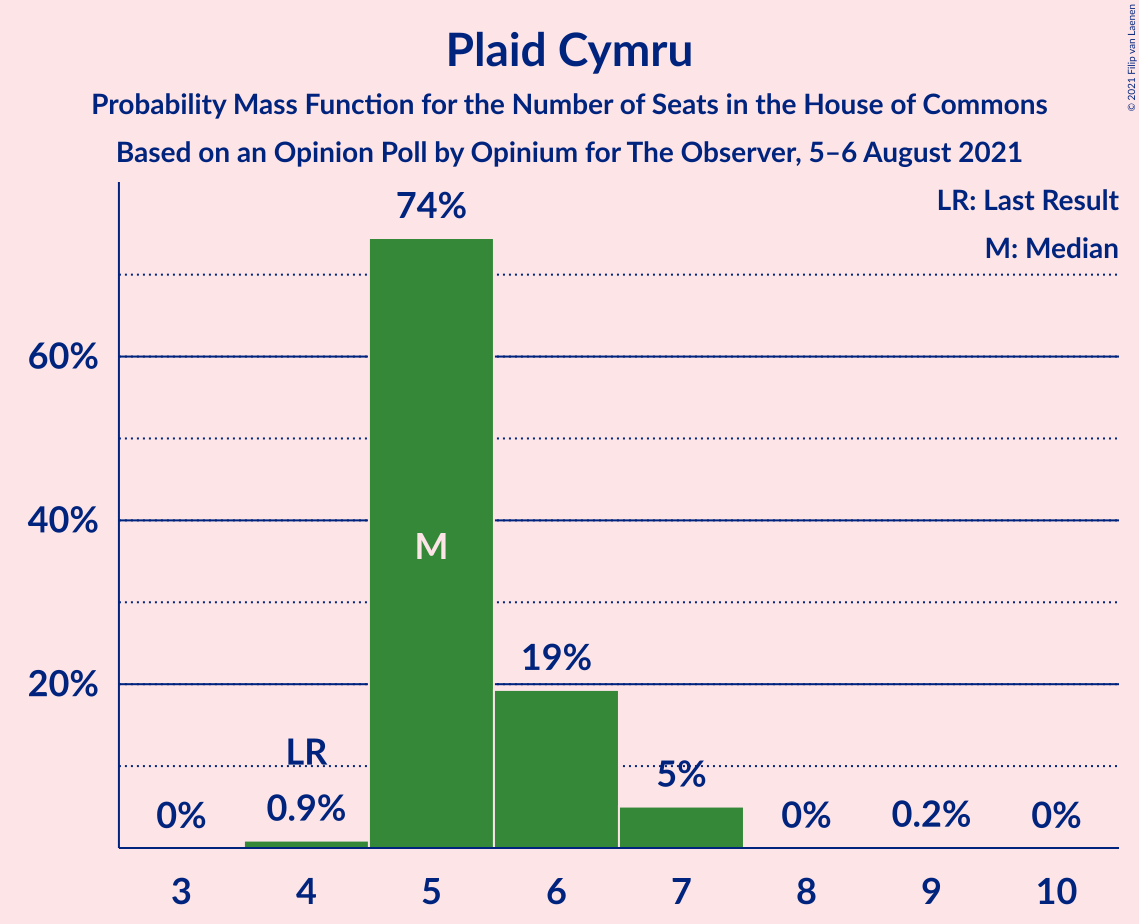 Plaid Cymru
Probability Mass Function for the Number of Seats in the House of Commons
Based on an Opinion Poll by Opinium for The Observer, 5–6 August 2021
© 2021 Filip van Laenen
LR: Last Result
M: Median
74%
60%
40%
M
20%
19%
LR
5%
0%
0.9%
0%
0.2%
0%
3 4 5 6 7 8 9 10